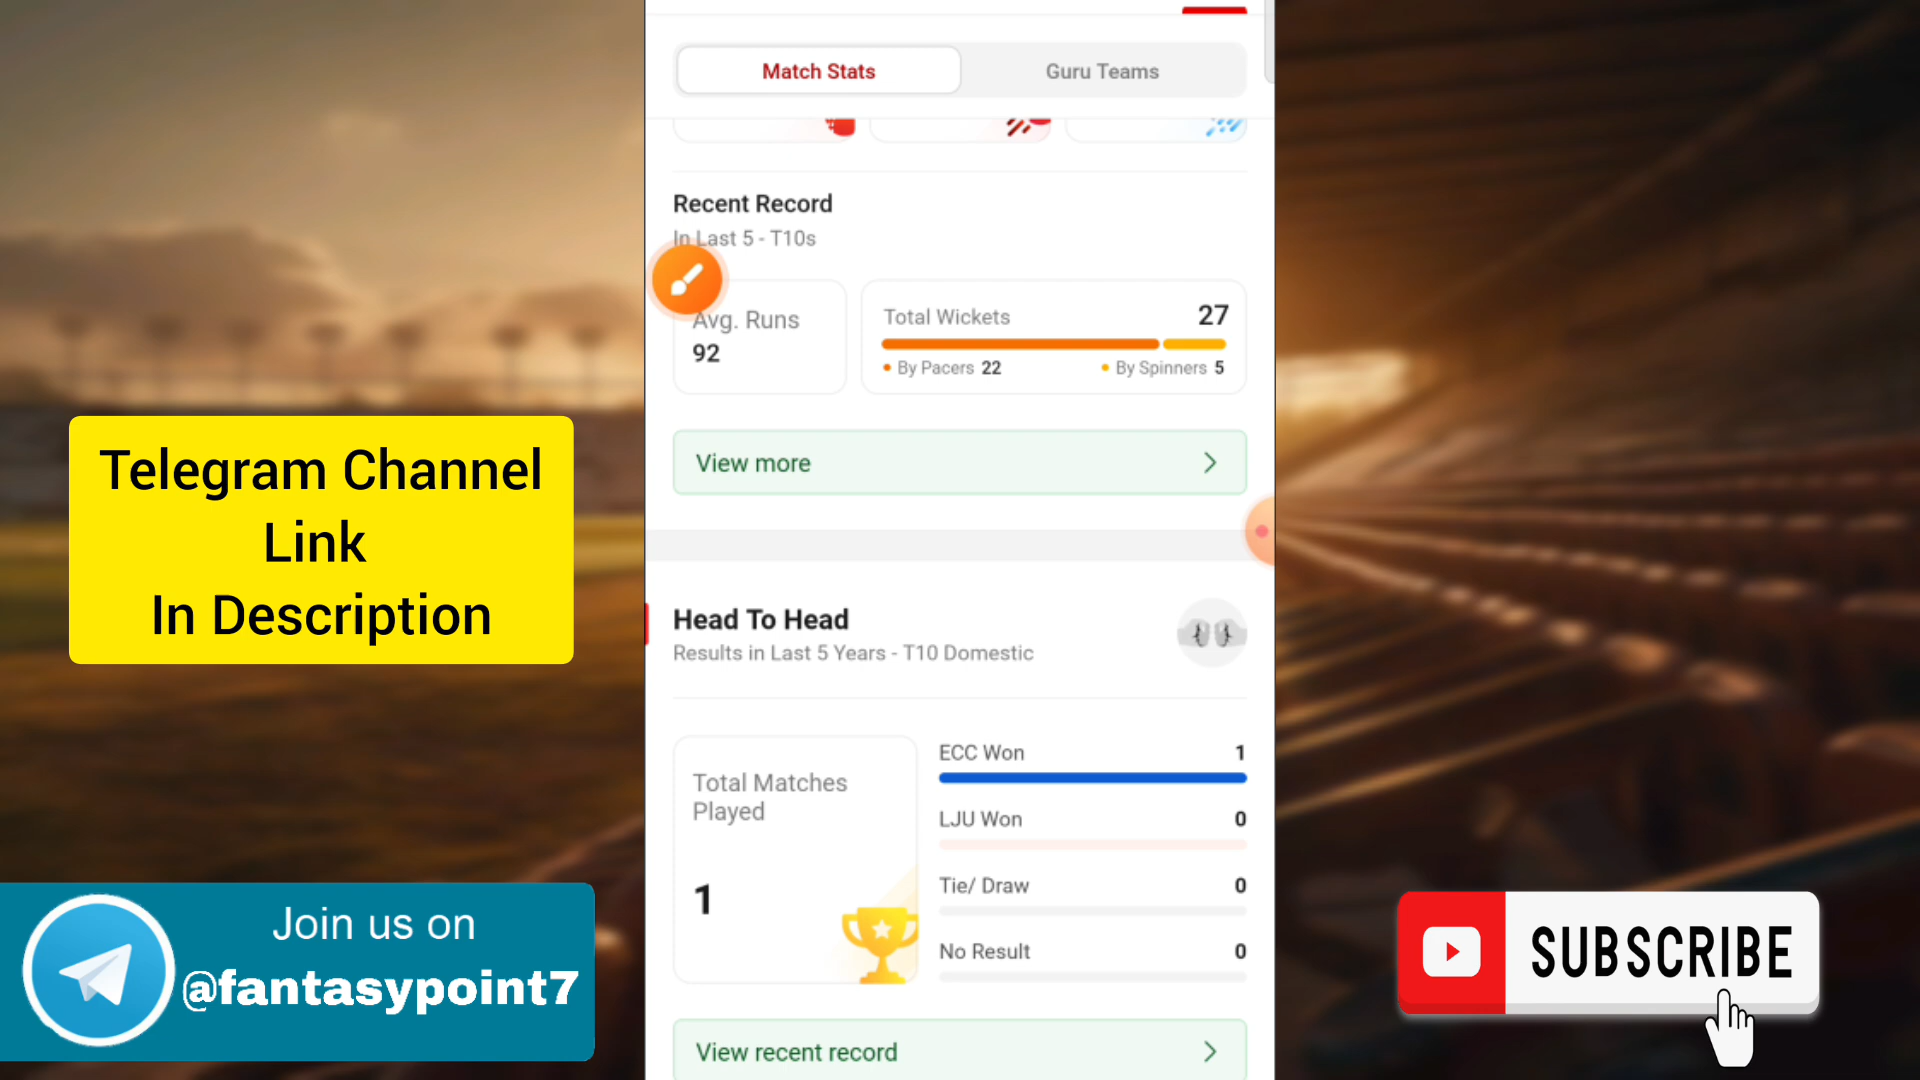 Match Stats
Guru Teams
Recent Record
In Last 5 - T10s
Avg. Runs
92
Total Wickets 27
By Pacers 22
By Spinners 5
View more
Head To Head
Results in Last 5 Years - T10 Domestic
Total Matches
Played
1
ECC Won 1
LJU Won 0
Tie/ Draw 0
No Result 0
View recent record
Telegram Channel
Link
In Description
Join us on
@fantasypoint7
SUBSCRIBE